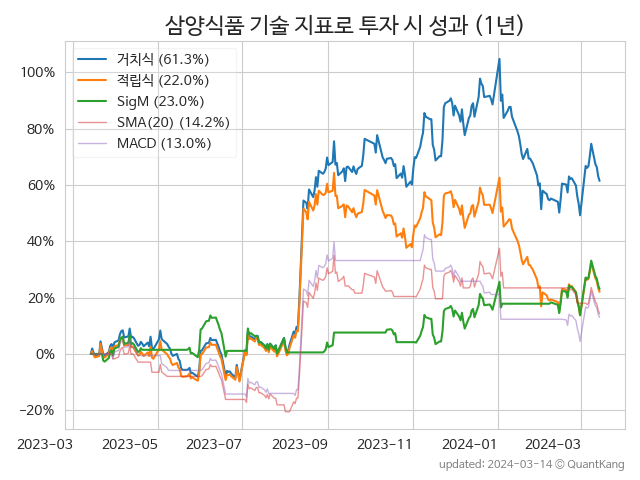 삼양식품 기술 지표로 투자 시 성과 (1년)
거치식 (61.3%)
적립식 (22.0%)
SigM (23.0%)
SMA(20) (14.2%)
MACD (13.0%)
100%
80%
60%
40%
20%
0%
−20%
2023-03 2023-05 2023-07 2023-09 2023-11 2024-01 2024-03
updated: 2024-03-14 © QuantKang